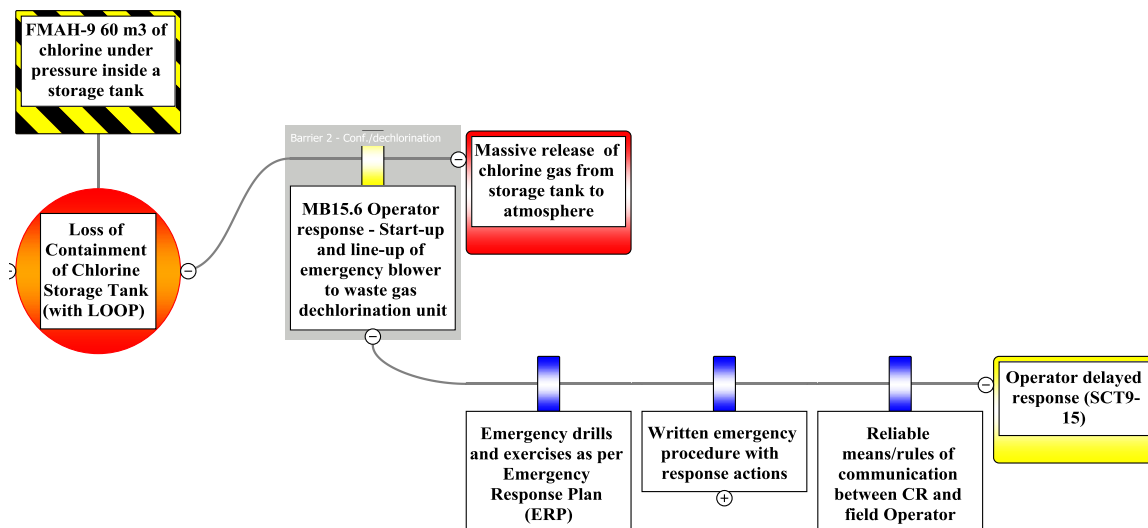 FMAH-9 60 m3 of
chlorine under
pressure inside a
storage tank
Loss of
Containment
of Chlorine
Storage Tank
(with LOOP)
Barrier 2 - Conf./dechlorination
MB15.6 Operator
response - Start-up
and line-up of
emergency blower
to waste gas
dechlorination unit
Massive release of
chlorine gas from
storage tank to
atmosphere
Emergency drills
and exercises as per
Emergency
Response Plan
(ERP)
Written emergency
procedure with
response actions
Reliable
means/rules of
communication
between CR and
field Operator
Operator delayed
response (SCT9-
15)